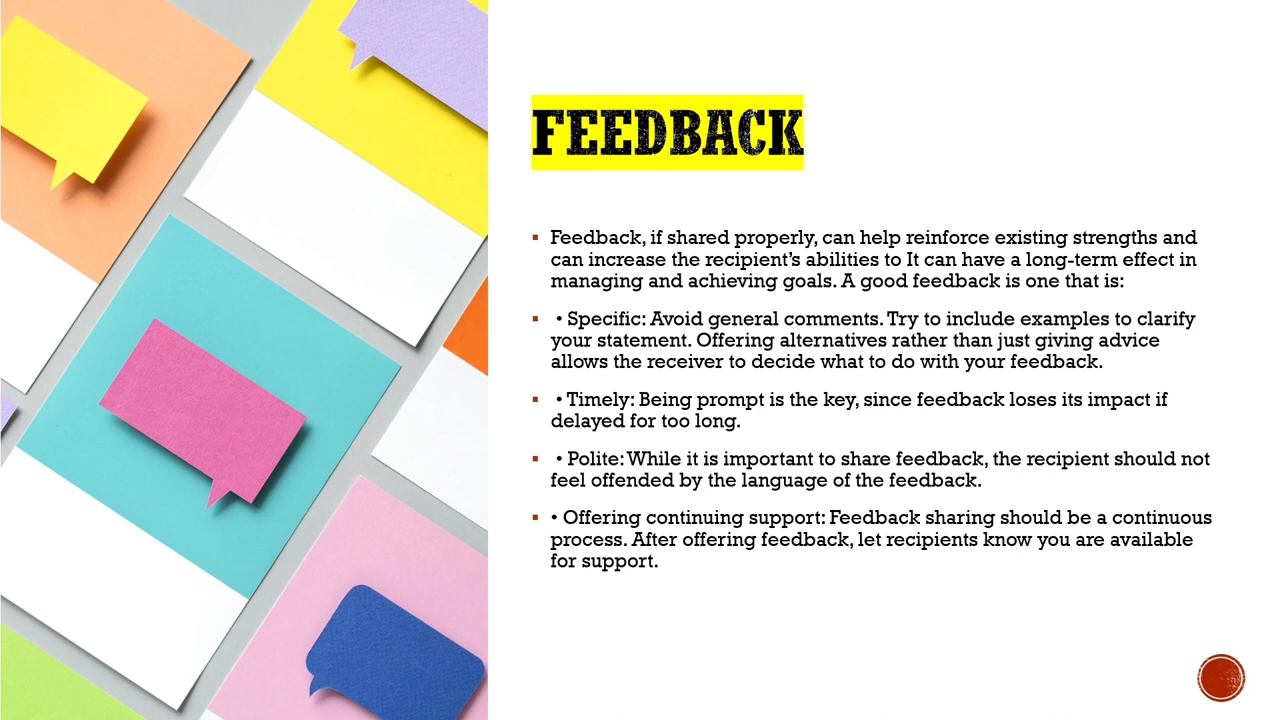 FEEDBACK
▪ Feedback, if shared properly, can help reinforce existing strengths and
can increase the recipient’s abilities to It can have a long-term effect in
managing and achieving goals. A good feedback is one that is:
▪ • Specific: Avoid general comments. Try to include examples to clarify
your statement. Offering alternatives rather than just giving advice
allows the receiver to decide what to do with your feedback.
▪ • Timely: Being prompt is the key, since feedback loses its impact if
delayed for too long.
▪ • Polite: While it is important to share feedback, the recipient should not
feel offended by the language of the feedback.
▪ • Offering continuing support: Feedback sharing should be a continuous
process. After offering feedback, let recipients know you are available
for support.